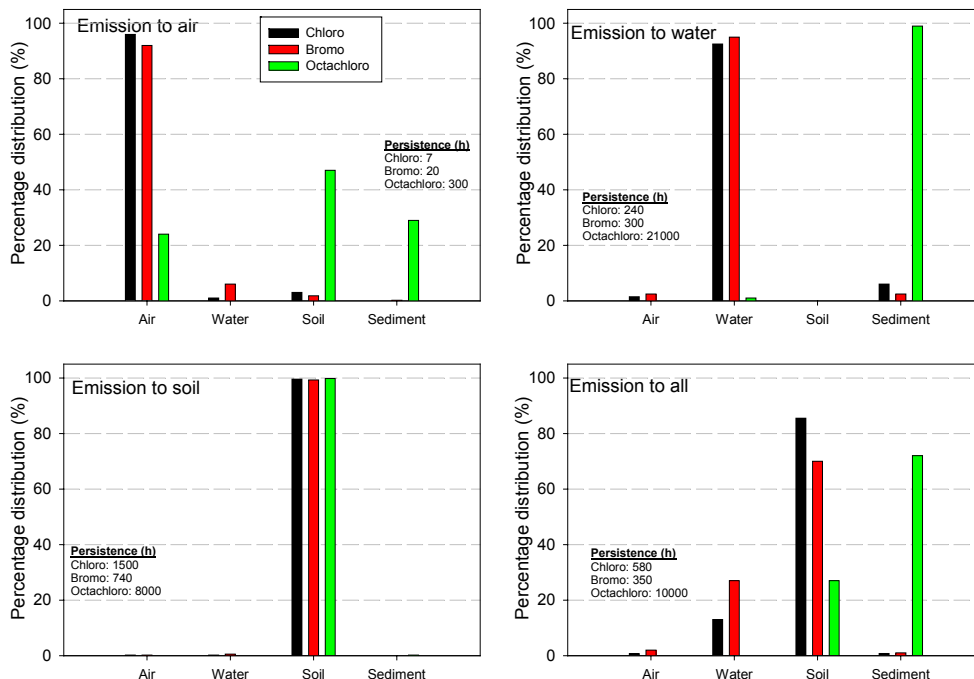 Emission to air
Percentage distribution (%)
100
80
60
40
20
0
Chloro
Bromo
Octachloro
Persistence (h)
Chloro: 7
Bromo: 20
Octachloro: 300
Air Water Soil Sediment
Emission to water
Percentage distribution (%)
100
80
60
40
20
0
Persistence (h)
Chloro: 240
Bromo: 300
Octachloro: 21000
Air Water Soil Sediment
Emission to soil
Percentage distribution (%)
100
80
60
40
20
0
Persistence (h)
Chloro: 1500
Bromo: 740
Octachloro: 8000
Air Water Soil Sediment
Emission to all
Percentage distribution (%)
100
80
60
40
20
0
Persistence (h)
Chloro: 580
Bromo: 350
Octachloro: 10000
Air Water Soil Sediment